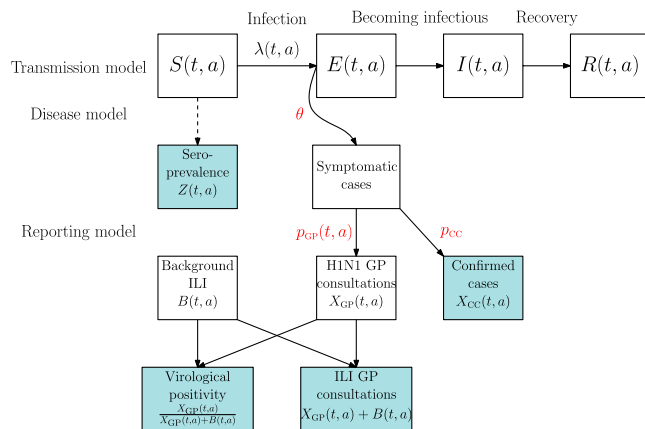 Infection
Becoming infectious
Recovery
λ(t, a)
Transmission model
S(t, a)
E(t, a)
I(t, a)
R(t, a)
Disease model
θ
Sero-
prevalence
Z(t, a)
Symptomatic
cases
Reporting model
p_GP(t, a)
p_CC
Background
ILI
B(t, a)
H1N1 GP
consultations
X_GP(t, a)
Confirmed
cases
X_CC(t, a)
Virological
positivity
X_GP(t,a)
X_GP(t,a)+B(t,a)
ILI GP
consultations
X_GP(t, a) + B(t, a)